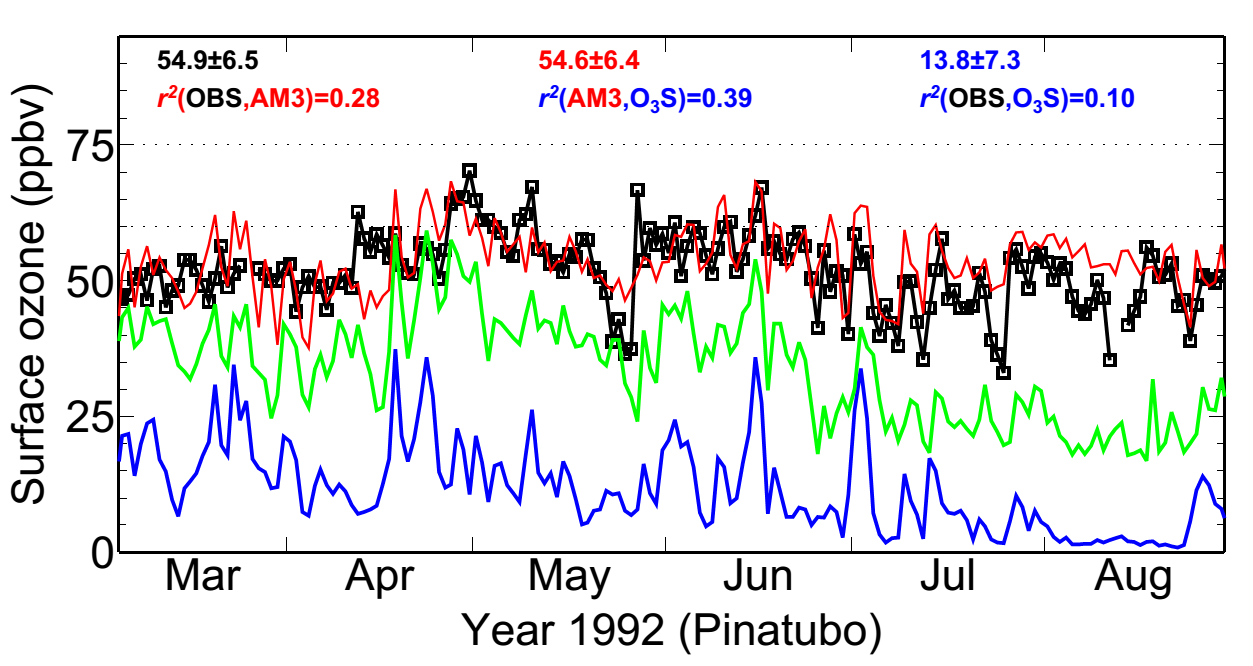 54.9±6.5 54.6±6.4 13.8±7.3
r²(OBS,AM3)=0.28 r²(AM3,O₃S)=0.39 r²(OBS,O₃S)=0.10
Surface ozone (ppbv)
75
50
25
0
Mar Apr May Jun Jul Aug
Year 1992 (Pinatubo)